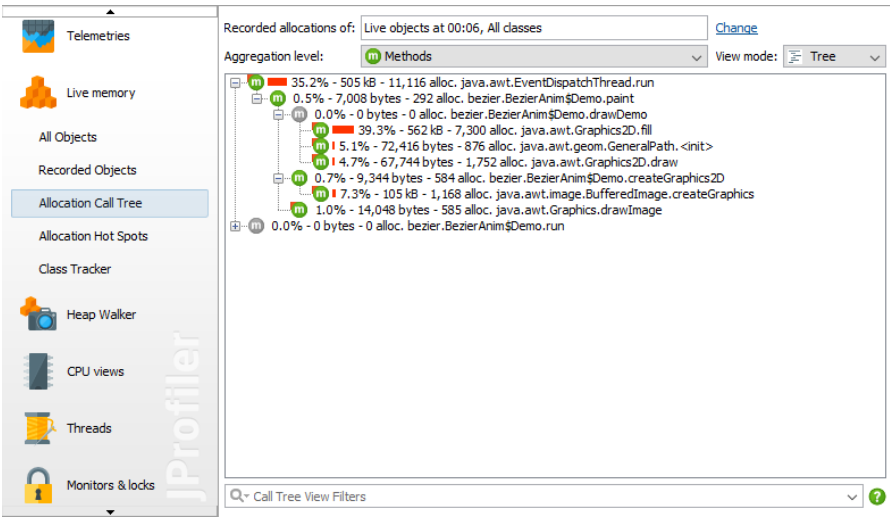 Recorded allocations of: Live objects at 00:06, All classes Change
Aggregation level: m Methods View mode: Tree
Telemetries
Live memory
All Objects
Recorded Objects
Allocation Call Tree
Allocation Hot Spots
Class Tracker
Heap Walker
CPU views
Threads
Monitors & locks
JProfiler
m 35.2% - 505 kB - 11,116 alloc. java.awt.EventDispatchThread.run
m 0.5% - 7,008 bytes - 292 alloc. bezier.BezierAnim$Demo.paint
m 0.0% - 0 bytes - 0 alloc. bezier.BezierAnim$Demo.drawDemo
m 39.3% - 562 kB - 7,300 alloc. java.awt.Graphics2D.fill
m 5.1% - 72,416 bytes - 876 alloc. java.awt.geom.GeneralPath.<init>
m 4.7% - 67,744 bytes - 1,752 alloc. java.awt.Graphics2D.draw
m 0.7% - 9,344 bytes - 584 alloc. bezier.BezierAnim$Demo.createGraphics2D
m 7.3% - 105 kB - 1,168 alloc. java.awt.image.BufferedImage.createGraphics
m 1.0% - 14,048 bytes - 585 alloc. java.awt.Graphics.drawImage
m 0.0% - 0 bytes - 0 alloc. bezier.BezierAnim$Demo.run
Call Tree View Filters
?